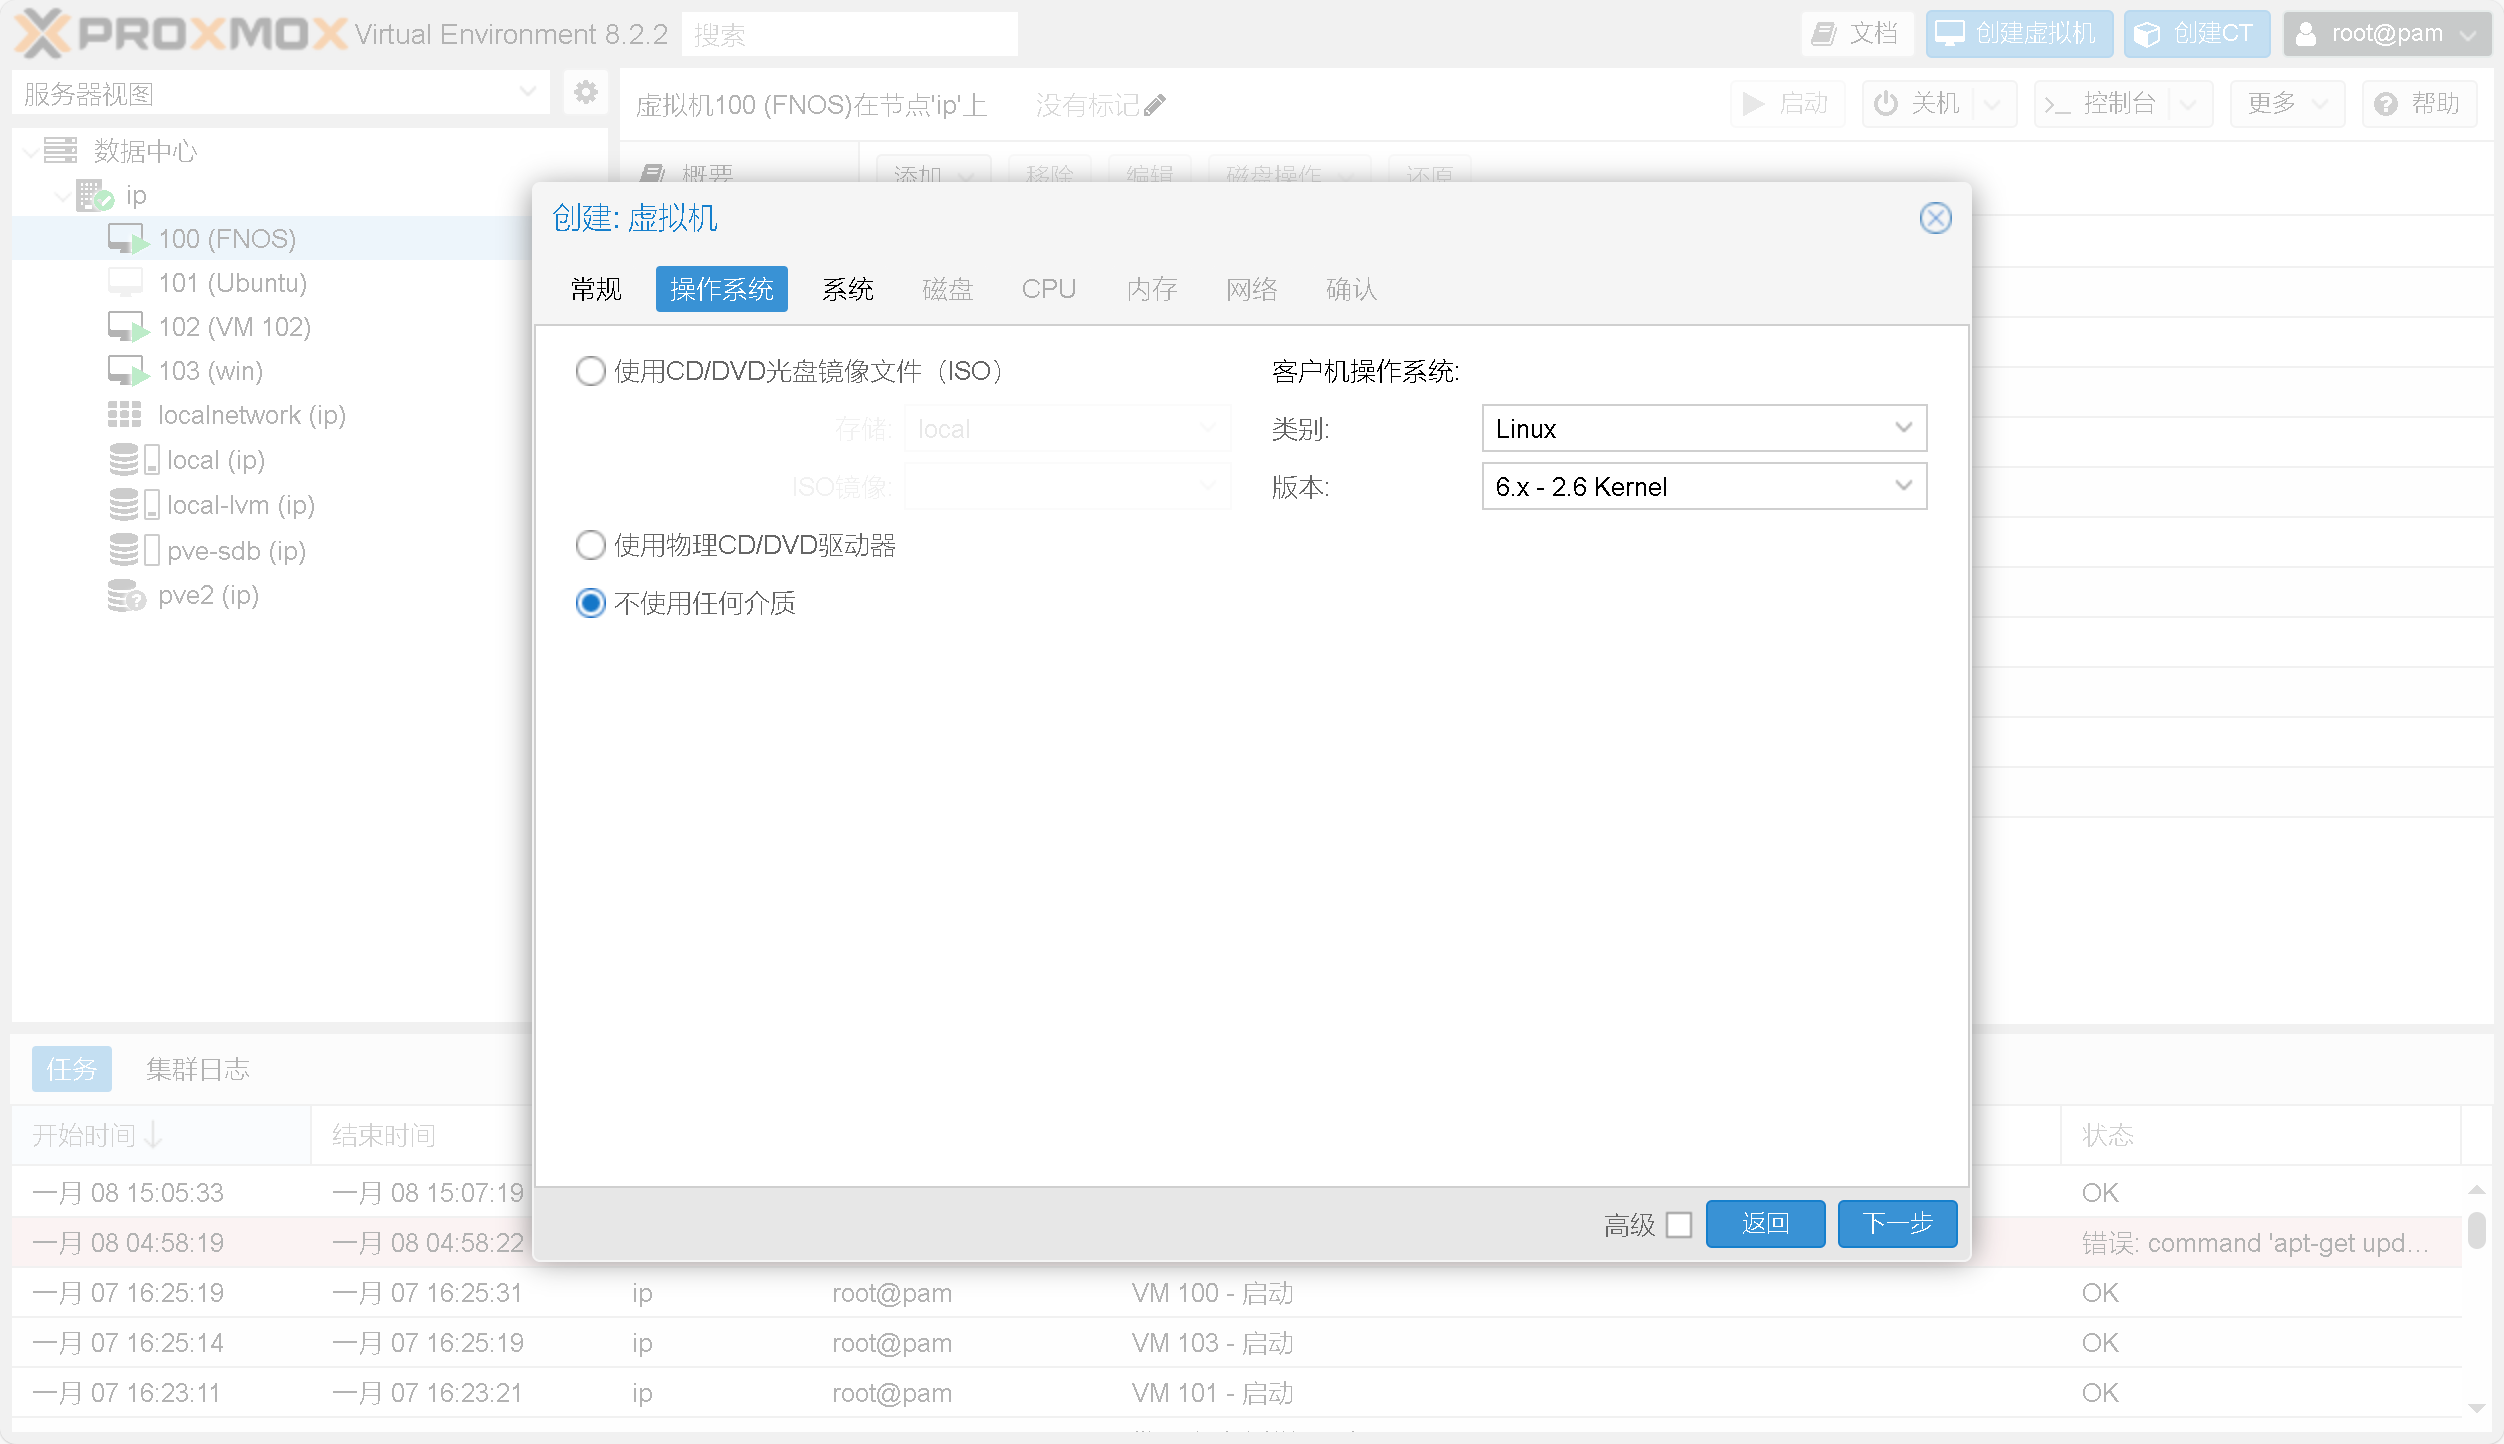 PROXMOX Virtual Environment 8.2.2
搜索
文档
创建虚拟机
创建CT
root@pam
服务器视图
虚拟机100 (FNOS)在节点'ip'上
没有标记
启动
关机
控制台
更多
帮助
数据中心
ip
100 (FNOS)
101 (Ubuntu)
102 (VM 102)
103 (win)
localnetwork (ip)
local (ip)
local-lvm (ip)
pve-sdb (ip)
pve2 (ip)
概要
添加
移除
编辑
磁盘操作
还原
创建: 虚拟机
常规
操作系统
系统
磁盘
CPU
内存
网络
确认
使用CD/DVD光盘镜像文件（ISO）
存储: local
ISO镜像:
使用物理CD/DVD驱动器
不使用任何介质
客户机操作系统:
类别: Linux
版本: 6.x - 2.6 Kernel
高级
返回
下一步
任务
集群日志
开始时间 结束时间 状态
一月 08 15:05:33 一月 08 15:07:19 OK
一月 08 04:58:19 一月 08 04:58:22 错误: command 'apt-get upd...
一月 07 16:25:19 一月 07 16:25:31 ip root@pam VM 100 - 启动 OK
一月 07 16:25:14 一月 07 16:25:19 ip root@pam VM 103 - 启动 OK
一月 07 16:23:11 一月 07 16:23:21 ip root@pam VM 101 - 启动 OK